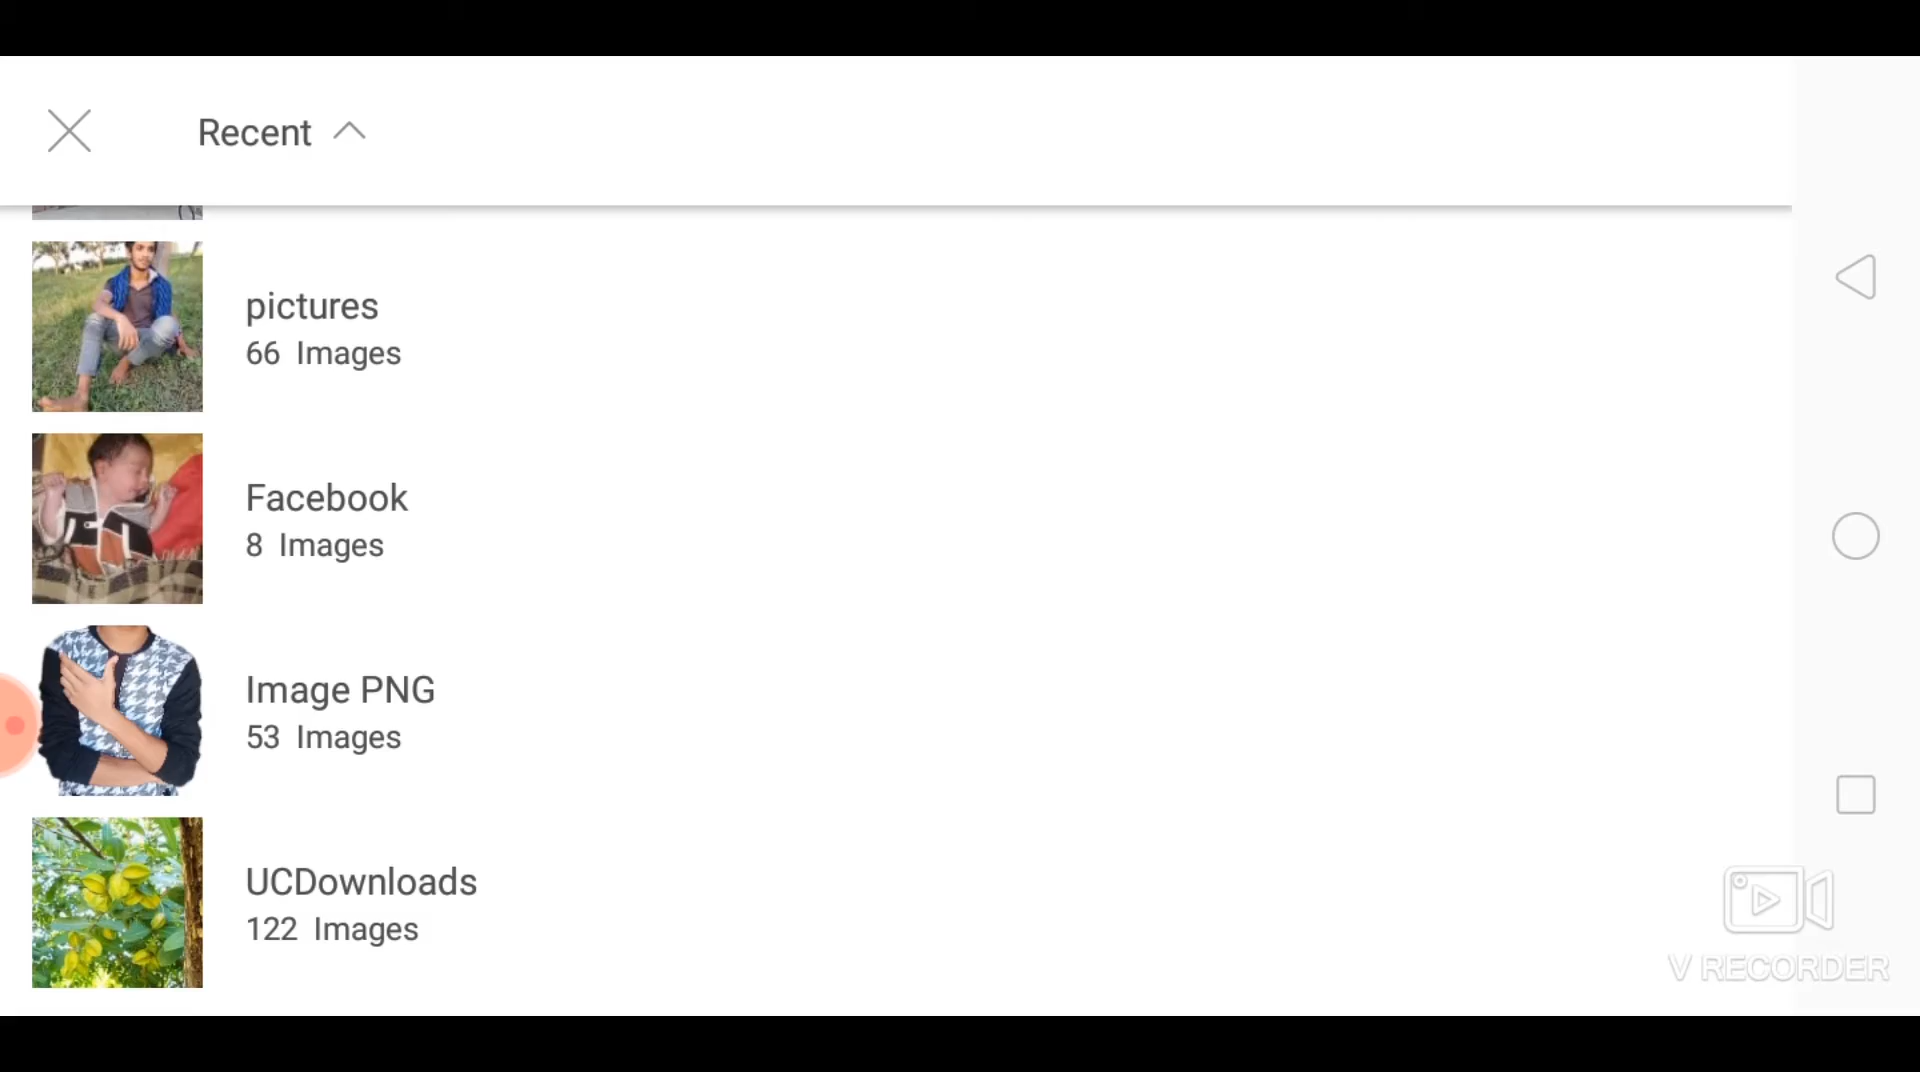 Recent
pictures
66 Images
Facebook
8 Images
Image PNG
53 Images
UCDownloads
122 Images
V RECORDER